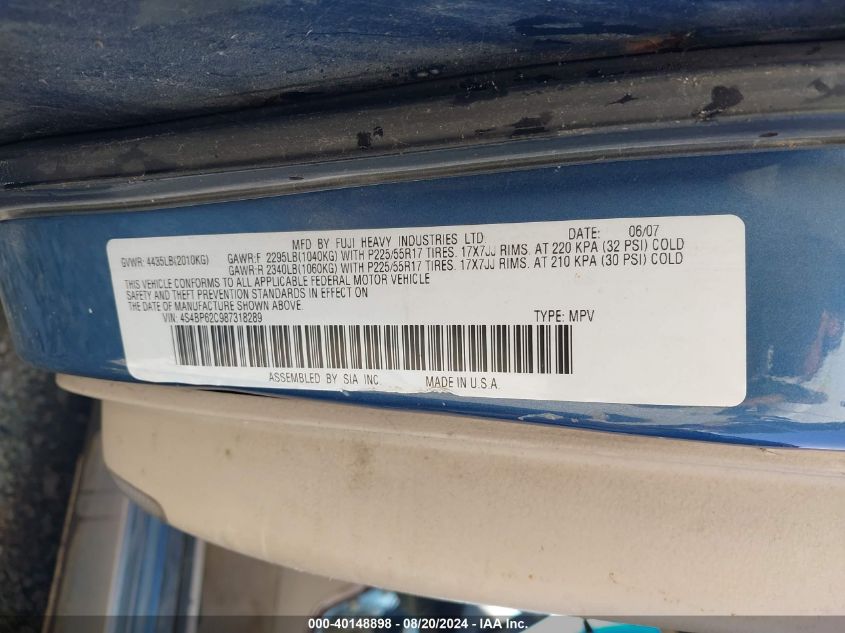 MFD BY FUJI HEAVY INDUSTRIES LTD. DATE: 06/07
GVWR: 4435LB(2010KG) GAWR:F 2295LB(1040KG) WITH P225/55R17 TIRES. 17X7JJ RIMS. AT 220 KPA (32 PSI) COLD
GAWR:R 2340LB(1060KG) WITH P225/55R17 TIRES. 17X7JJ RIMS. AT 210 KPA (30 PSI) COLD
THIS VEHICLE CONFORMS TO ALL APPLICABLE FEDERAL MOTOR VEHICLE
SAFETY AND THEFT PREVENTION STANDARDS IN EFFECT ON
THE DATE OF MANUFACTURE SHOWN ABOVE.
VIN: 4S4BP62C987318289 TYPE: MPV
ASSEMBLED BY SIA INC. MADE IN U.S.A.
000-40148898 - 08/20/2024 - IAA Inc.